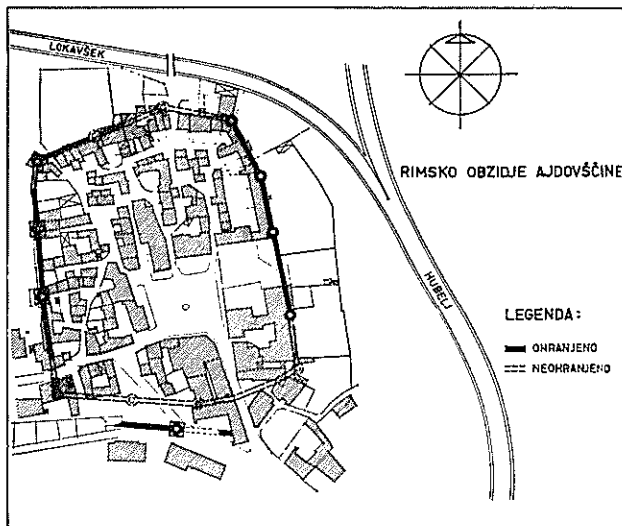 LOKAVŠEK
RIMSKO OBZIDJE AJDOVŠČINE
HUBELJ
LEGENDA:
OHRANJENO
NEOHRANJENO